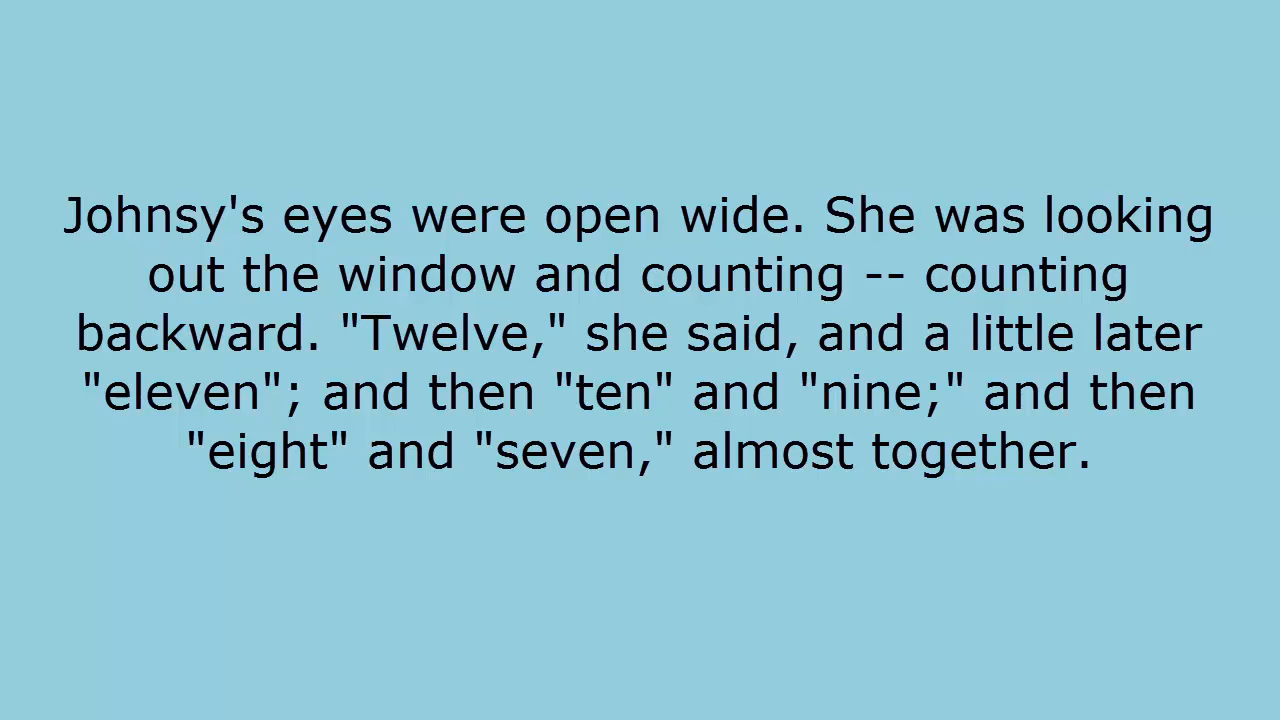 Johnsy's eyes were open wide. She was looking
out the window and counting -- counting
backward. "Twelve," she said, and a little later
"eleven"; and then "ten" and "nine;" and then
"eight" and "seven," almost together.